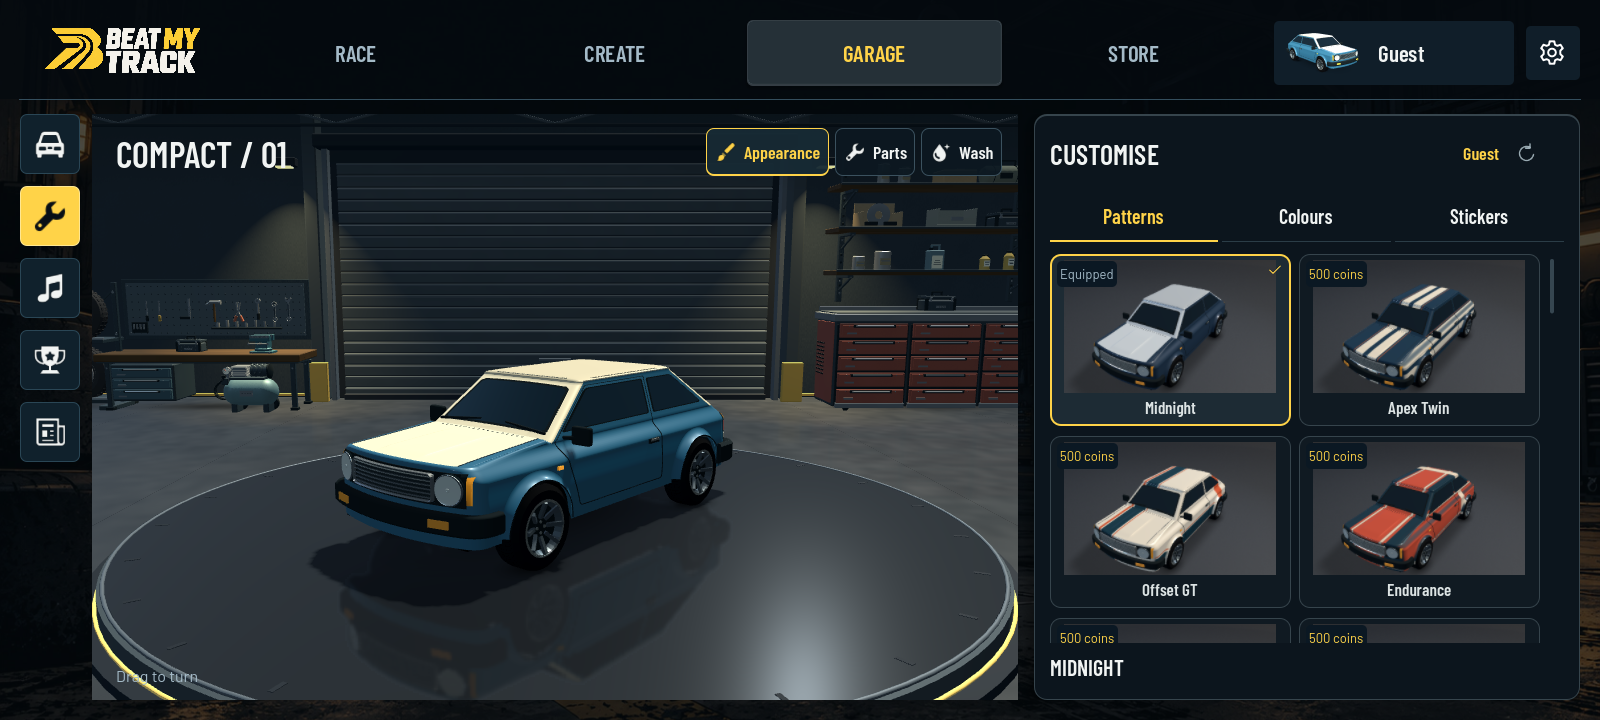 BEAT MY
TRACK
RACE
CREATE
GARAGE
STORE
Guest
COMPACT / 01
Appearance
Parts
Wash
Drag to turn
CUSTOMISE
Guest
Patterns
Colours
Stickers
Equipped
Midnight
500 coins
Apex Twin
500 coins
Offset GT
500 coins
Endurance
500 coins
500 coins
MIDNIGHT